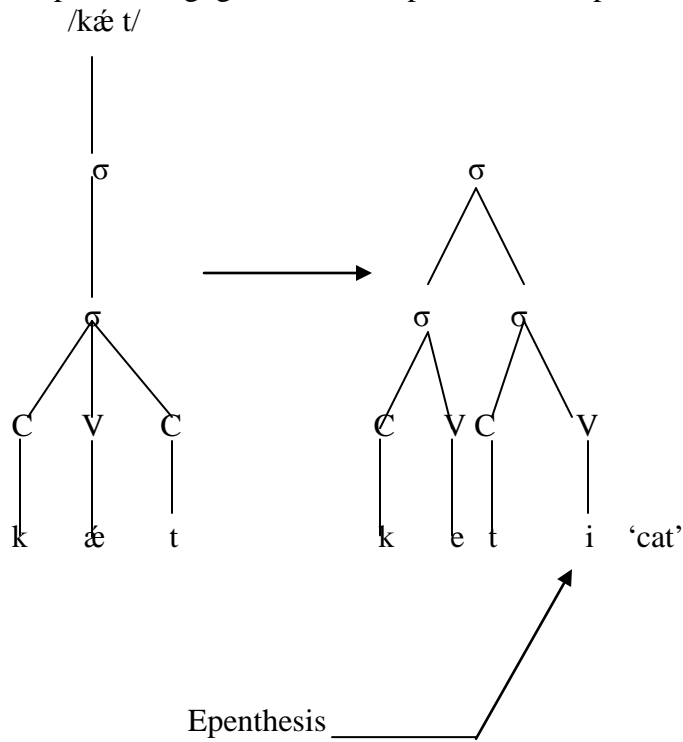 /kǽ t/
σ σ
σ σ σ
C V C C V C V
k ǽ t k e t i ‘cat’
Epenthesis